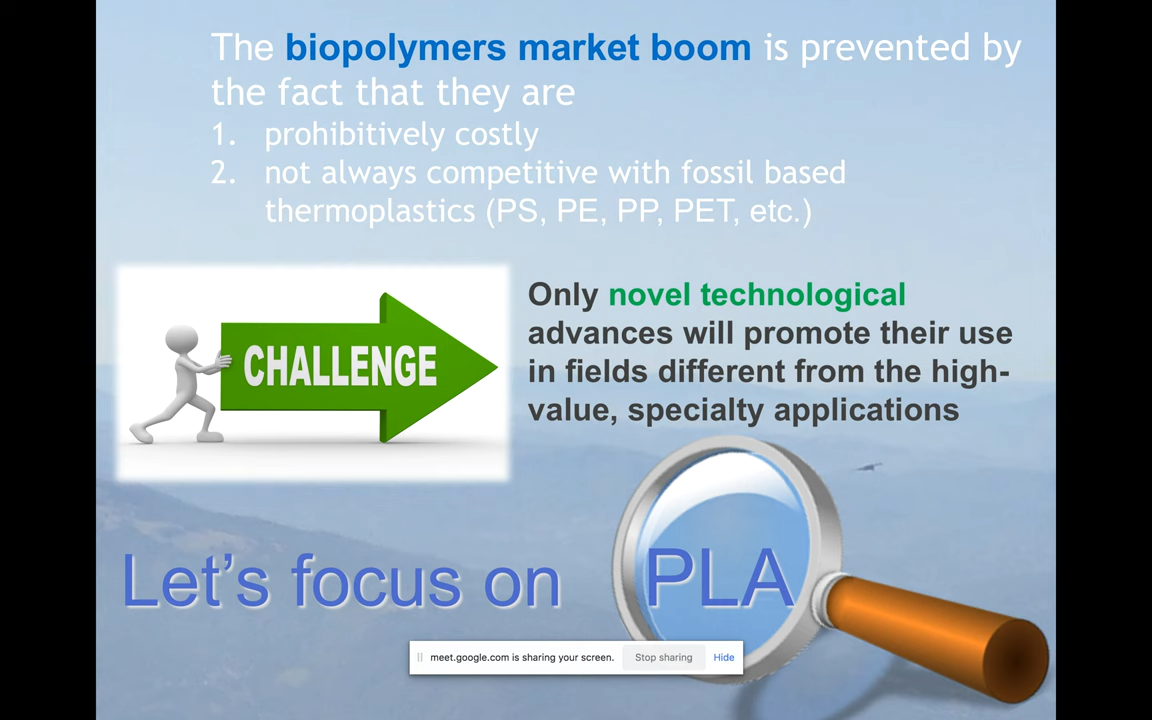 The biopolymers market boom is prevented by
the fact that they are
1. prohibitively costly
2. not always competitive with fossil based
thermoplastics (PS, PE, PP, PET, etc.)
CHALLENGE
Only novel technological
advances will promote their use
in fields different from the high-
value, specialty applications
Let's focus on PLA
meet.google.com is sharing your screen. Stop sharing Hide